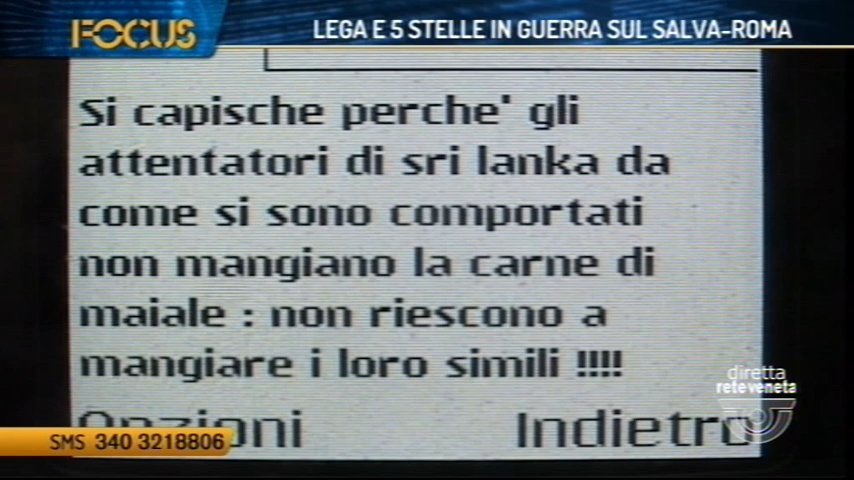 FOCUS
LEGA E 5 STELLE IN GUERRA SUL SALVA-ROMA
Si capische perche' gli
attentatori di sri lanka da
come si sono comportati
non mangiano la carne di
maiale : non riescono a
mangiare i loro simili !!!!
diretta
reteveneta
Opzioni Indietro
SMS 340 3218806